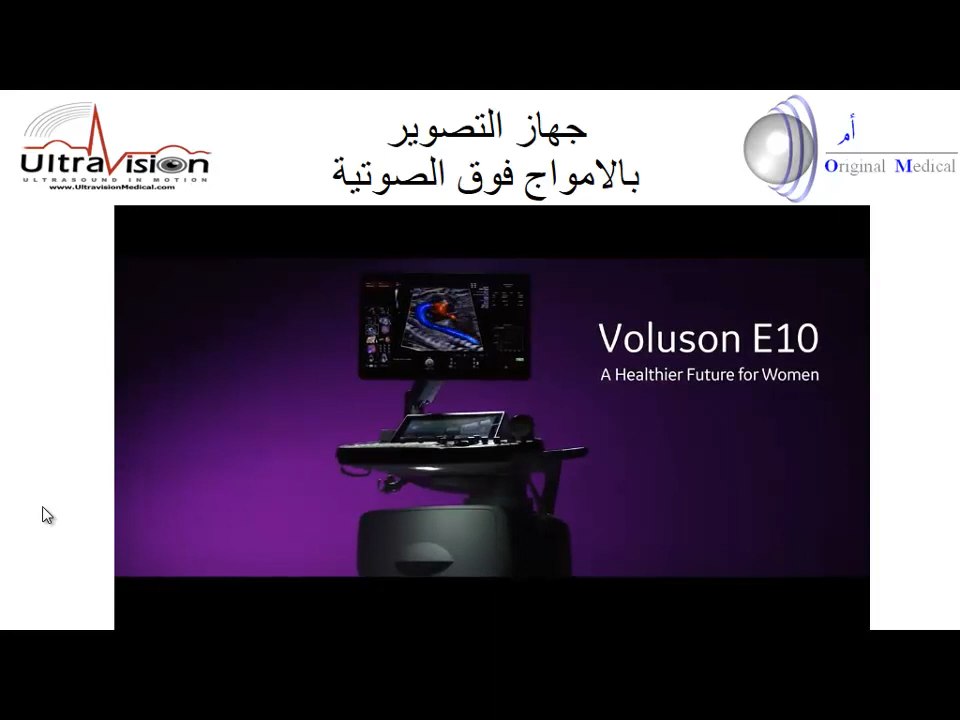 UltraVision
ULTRASOUND IN MOTION
www.UltravisionMedical.com
جهاز التصوير
بالامواج فوق الصوتية
أم
Original Medical
Voluson E10
A Healthier Future for Women